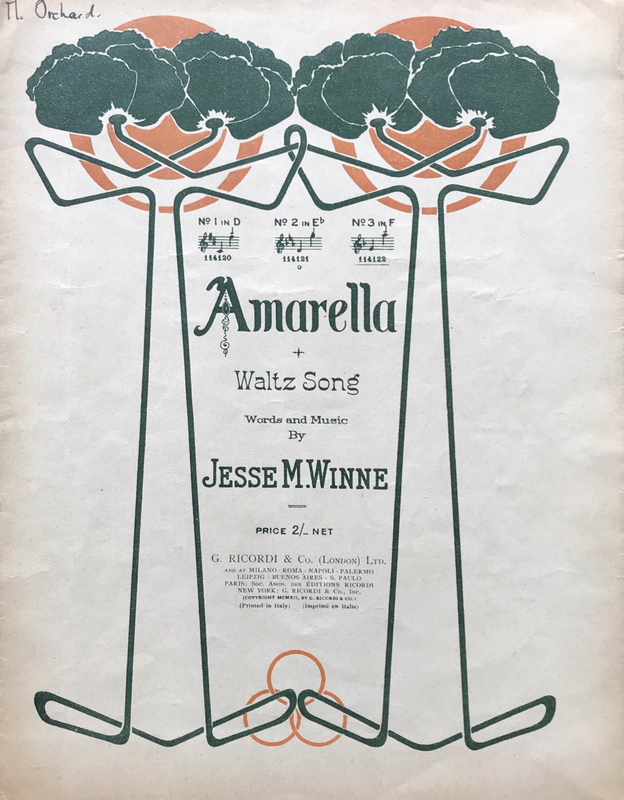 M. Orchard.
No 1 IN D No 2 IN E♭ No 3 IN F
114120 114121 114122
Amarella
Waltz Song
Words and Music
By
JESSE M. WINNE
PRICE 2/– NET
G. RICORDI & Co. (LONDON) LTD.
AND AT MILANO - ROMA - NAPOLI - PALERMO
LEIPZIG - BUENOS AIRES - S. PAULO
PARIS: SOC. ANON. DES ÉDITIONS RICORDI
NEW YORK: G. RICORDI & Co., INC.
(COPYRIGHT MCMXII, BY G. RICORDI & CO.)
(Printed in Italy) (Imprimé en Italie)